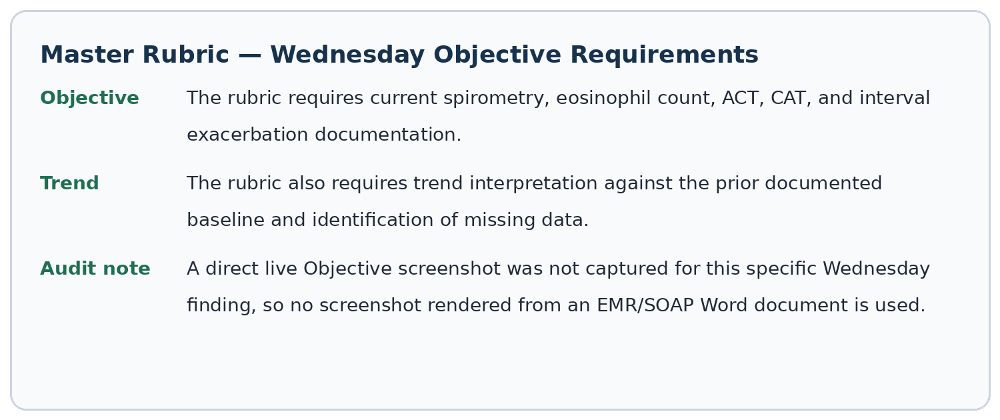 Master Rubric — Wednesday Objective Requirements
Objective The rubric requires current spirometry, eosinophil count, ACT, CAT, and interval
exacerbation documentation.
Trend The rubric also requires trend interpretation against the prior documented
baseline and identification of missing data.
Audit note A direct live Objective screenshot was not captured for this specific Wednesday
finding, so no screenshot rendered from an EMR/SOAP Word document is used.